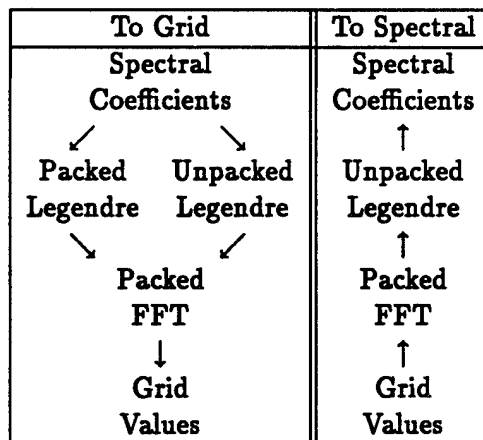 To Grid To Spectral
Spectral Spectral
Coefficients Coefficients
↙ ↘ ↑
Packed Unpacked Unpacked
Legendre Legendre Legendre
↘ ↙ ↑
Packed Packed
FFT FFT
↓ ↑
Grid Grid
Values Values